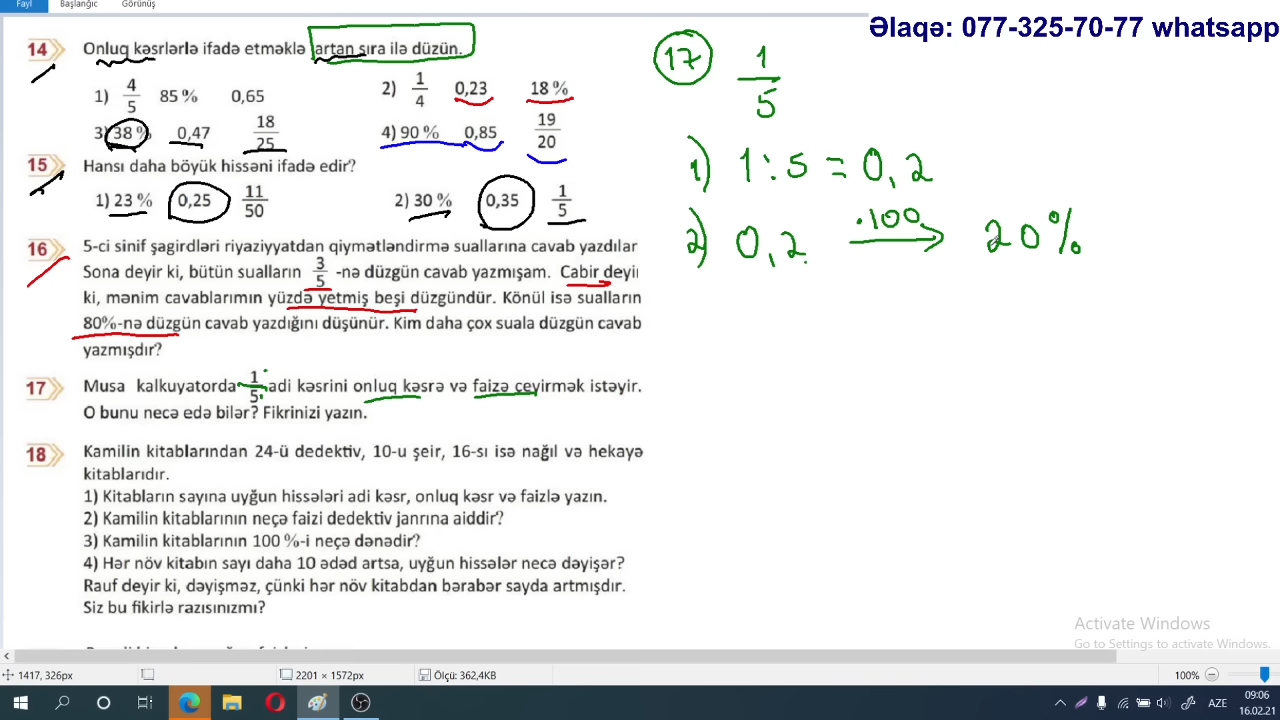 Fayl Başlanğıc Görünüş
Əlaqə: 077-325-70-77 whatsapp
14 Onluq kəsrlərlə ifadə etməklə artan sıra ilə düzün.
1) 4/5 85 % 0,65 2) 1/4 0,23 18 %
3) 38 % 0,47 18/25 4) 90 % 0,85 19/20
15 Hansı daha böyük hissəni ifadə edir?
1) 23 % 0,25 11/50 2) 30 % 0,35 1/5
16 5-ci sinif şagirdləri riyaziyyatdan qiymətləndirmə suallarına cavab yazdılar
Sona deyir ki, bütün sualların 3/5 -nə düzgün cavab yazmışam. Cabir deyi
ki, mənim cavablarımın yüzdə yetmiş beşi düzgündür. Könül isə sualların
80%-nə düzgün cavab yazdığını düşünür. Kim daha çox suala düzgün cavab
yazmışdır?
17 Musa kalkuyatorda 1/5 adi kəsrini onluq kəsrə və faizə çevirmək istəyir.
O bunu necə edə bilər? Fikrinizi yazın.
18 Kamilin kitablarından 24-ü dedektiv, 10-u şeir, 16-sı isə nağıl və hekayə
kitablarıdır.
1) Kitabların sayına uyğun hissələri adi kəsr, onluq kəsr və faizlə yazın.
2) Kamilin kitablarının neçə faizi dedektiv janrına aiddir?
3) Kamilin kitablarının 100 %-i neçə dənədir?
4) Hər növ kitabın sayı daha 10 ədəd artsa, uyğun hissələr necə dəyişər?
Rauf deyir ki, dəyişməz, çünki hər növ kitabdan bərabər sayda artmışdır.
Siz bu fikirlə razısınızmı?
17 1/5
1) 1 : 5 = 0,2
2) 0,2 ·100 → 20%
Activate Windows
Go to Settings to activate Windows.
1417, 326px 2201 × 1572px Ölçü: 362,4KB 100%
AZE 09:06
16.02.21